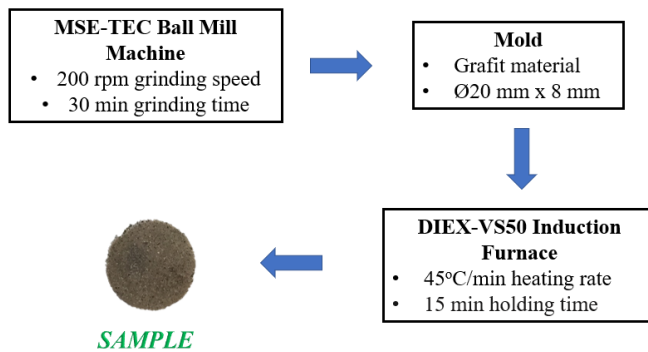 MSE-TEC Ball Mill
Machine
• 200 rpm grinding speed
• 30 min grinding time
Mold
• Grafit material
• Ø20 mm x 8 mm
DIEX-VS50 Induction
Furnace
• 45°C/min heating rate
• 15 min holding time
SAMPLE